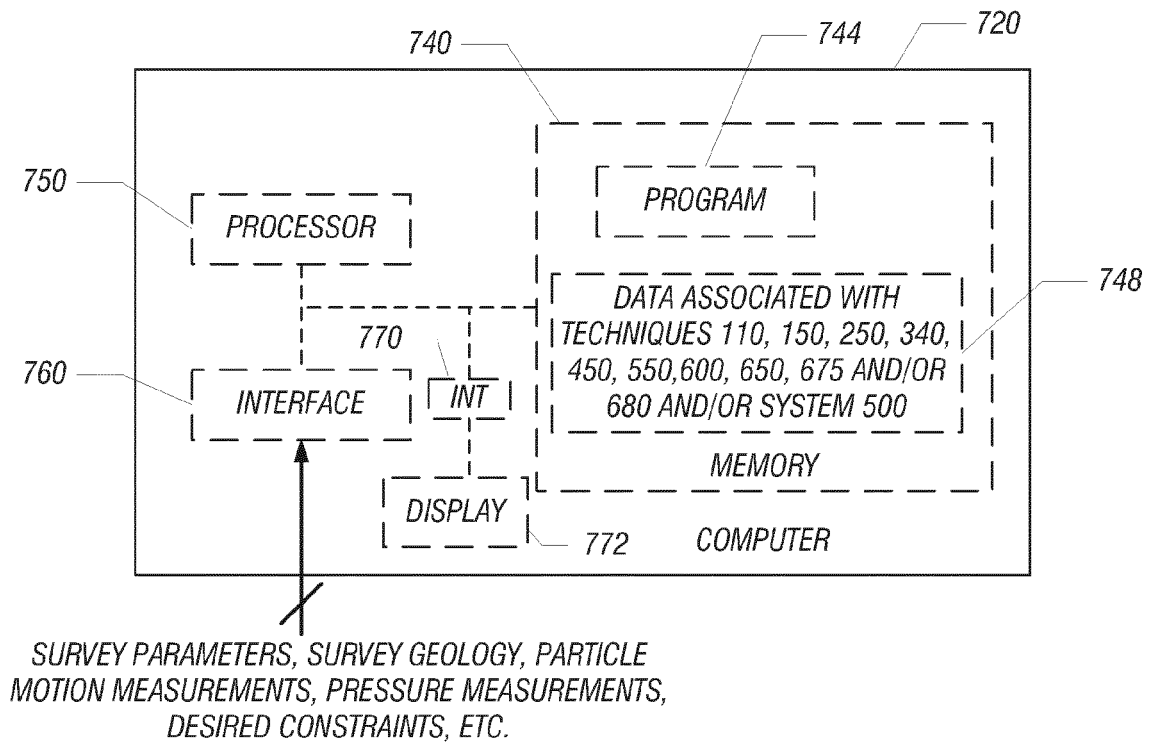 740
744
720
750
PROCESSOR
PROGRAM
748
DATA ASSOCIATED WITH
TECHNIQUES 110, 150, 250, 340,
450, 550,600, 650, 675 AND/OR
680 AND/OR SYSTEM 500
770
760
INTERFACE
INT
MEMORY
DISPLAY
772
COMPUTER
SURVEY PARAMETERS, SURVEY GEOLOGY, PARTICLE
MOTION MEASUREMENTS, PRESSURE MEASUREMENTS,
DESIRED CONSTRAINTS, ETC.